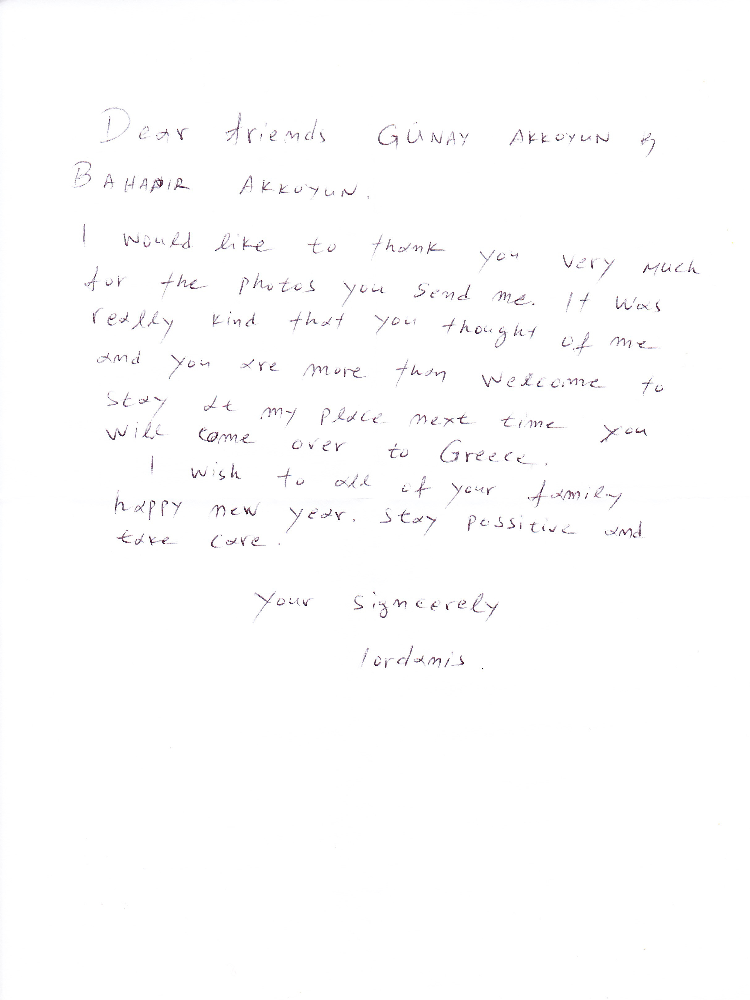 Dear friends GÜNAY AKKOYUN &
BAHADIR AKKOYUN.
I would like to thank you very much
for the photos you send me. It was
really kind that you thought of me
and you are more than welcome to
stay at my place next time you
will come over to Greece.
I wish to all of your family
happy new year. Stay possitive and
take care.
Your signcerely
Iordanis.